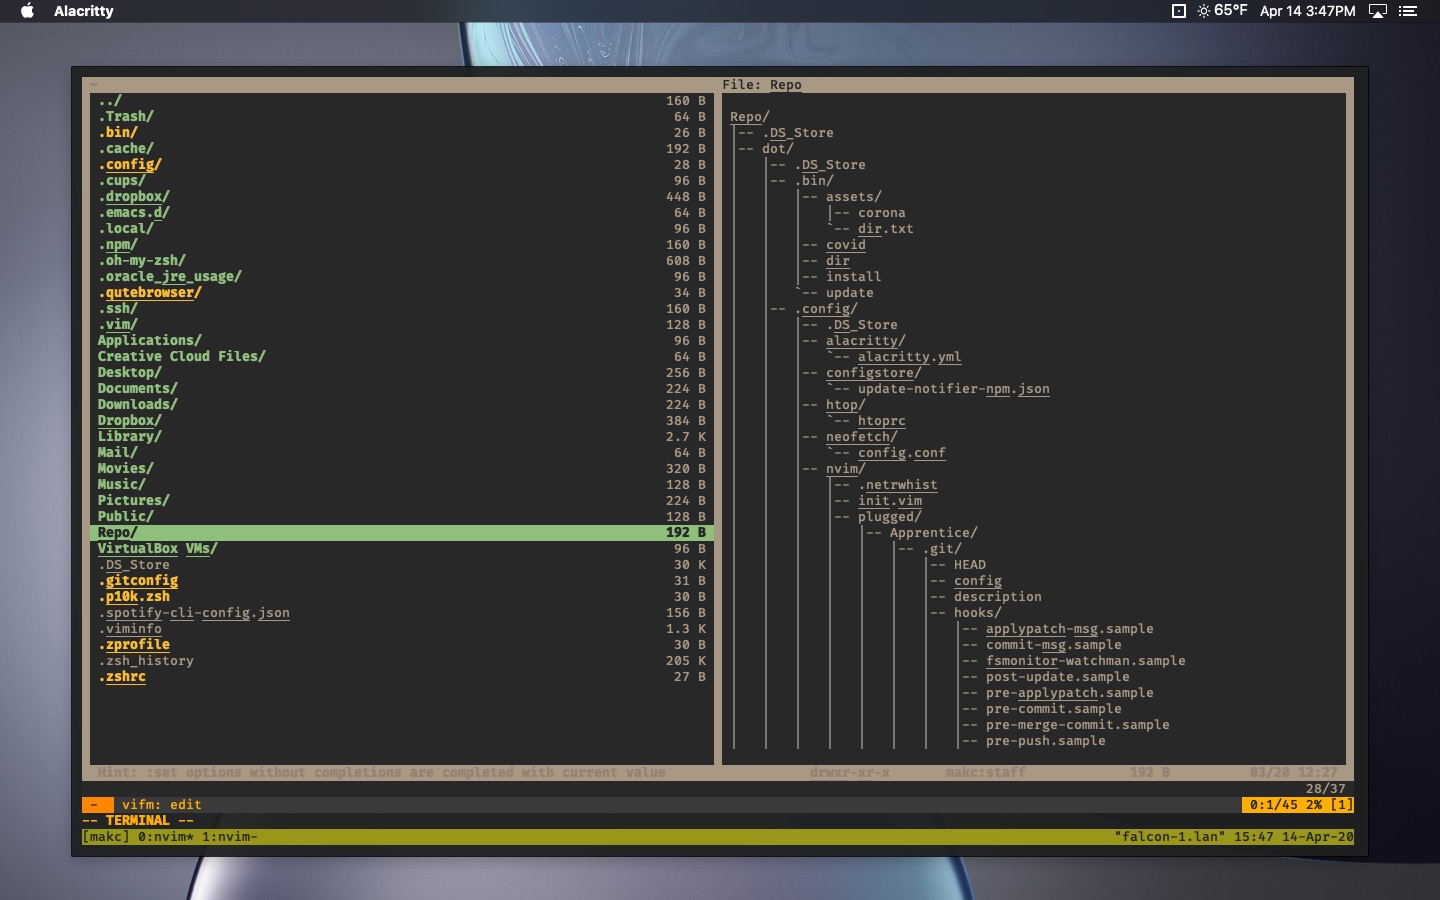 Alacritty 65°F Apr 14 3:47PM
~ File: Repo
../ 160 B
.Trash/ 64 B
.bin/ 26 B
.cache/ 192 B
.config/ 28 B
.cups/ 96 B
.dropbox/ 448 B
.emacs.d/ 64 B
.local/ 96 B
.npm/ 160 B
.oh-my-zsh/ 608 B
.oracle_jre_usage/ 96 B
.qutebrowser/ 34 B
.ssh/ 160 B
.vim/ 128 B
Applications/ 96 B
Creative Cloud Files/ 64 B
Desktop/ 256 B
Documents/ 224 B
Downloads/ 224 B
Dropbox/ 384 B
Library/ 2.7 K
Mail/ 64 B
Movies/ 320 B
Music/ 128 B
Pictures/ 224 B
Public/ 128 B
Repo/ 192 B
VirtualBox VMs/ 96 B
.DS_Store 30 K
.gitconfig 31 B
.p10k.zsh 30 B
.spotify-cli-config.json 156 B
.viminfo 1.3 K
.zprofile 30 B
.zsh_history 205 K
.zshrc 27 B
Repo/
|-- .DS_Store
|-- dot/
| |-- .DS_Store
| |-- .bin/
| | |-- assets/
| | | |-- corona
| | | `-- dir.txt
| | |-- covid
| | |-- dir
| | |-- install
| | `-- update
| |-- .config/
| | |-- .DS_Store
| | |-- alacritty/
| | | `-- alacritty.yml
| | |-- configstore/
| | | `-- update-notifier-npm.json
| | |-- htop/
| | | `-- htoprc
| | |-- neofetch/
| | | `-- config.conf
| | |-- nvim/
| | | |-- .netrwhist
| | | |-- init.vim
| | | |-- plugged/
| | | | |-- Apprentice/
| | | | | |-- .git/
| | | | | | |-- HEAD
| | | | | | |-- config
| | | | | | |-- description
| | | | | | |-- hooks/
| | | | | | | |-- applypatch-msg.sample
| | | | | | | |-- commit-msg.sample
| | | | | | | |-- fsmonitor-watchman.sample
| | | | | | | |-- post-update.sample
| | | | | | | |-- pre-applypatch.sample
| | | | | | | |-- pre-commit.sample
| | | | | | | |-- pre-merge-commit.sample
| | | | | | | |-- pre-push.sample
Hint: :set options without completions are completed with current value drwxr-xr-x makc:staff 192 B 03/20 12:27
28/37
- vifm: edit 0:1/45 2% [1]
-- TERMINAL --
[makc] 0:nvim* 1:nvim- "falcon-1.lan" 15:47 14-Apr-20